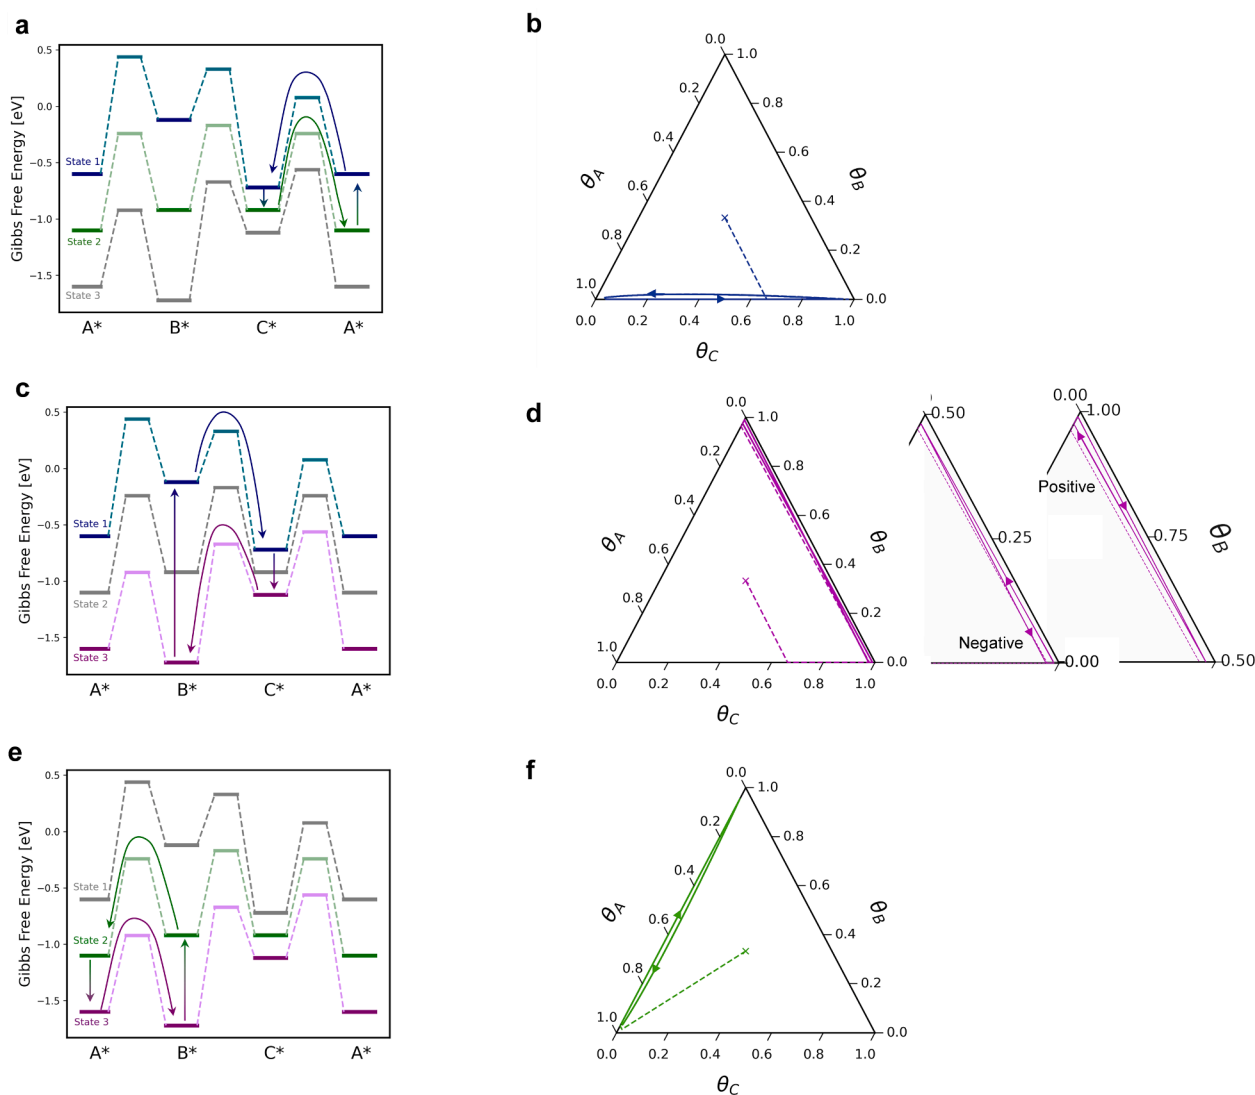 a
Gibbs Free Energy [eV]
0.5
0.0
−0.5
−1.0
−1.5
State 1
State 2
State 3
A*
B*
C*
A*
b
0.0
0.2
0.4
0.6
0.8
1.0
θA
1.0
0.8
0.6
0.4
0.2
0.0
θB
0.0
0.2
0.4
0.6
0.8
1.0
θC
c
Gibbs Free Energy [eV]
0.5
0.0
−0.5
−1.0
−1.5
State 1
State 2
State 3
A*
B*
C*
A*
d
0.0
0.2
0.4
0.6
0.8
1.0
θA
1.0
0.8
0.6
0.4
0.2
0.0
θB
0.0
0.2
0.4
0.6
0.8
1.0
θC
0.50
0.25
0.00
Negative
0.00
1.00
0.75
0.50
Positive
θB
e
Gibbs Free Energy [eV]
0.5
0.0
−0.5
−1.0
−1.5
State 1
State 2
State 3
A*
B*
C*
A*
f
0.0
0.2
0.4
0.6
0.8
1.0
θA
1.0
0.8
0.6
0.4
0.2
0.0
θB
0.0
0.2
0.4
0.6
0.8
1.0
θC